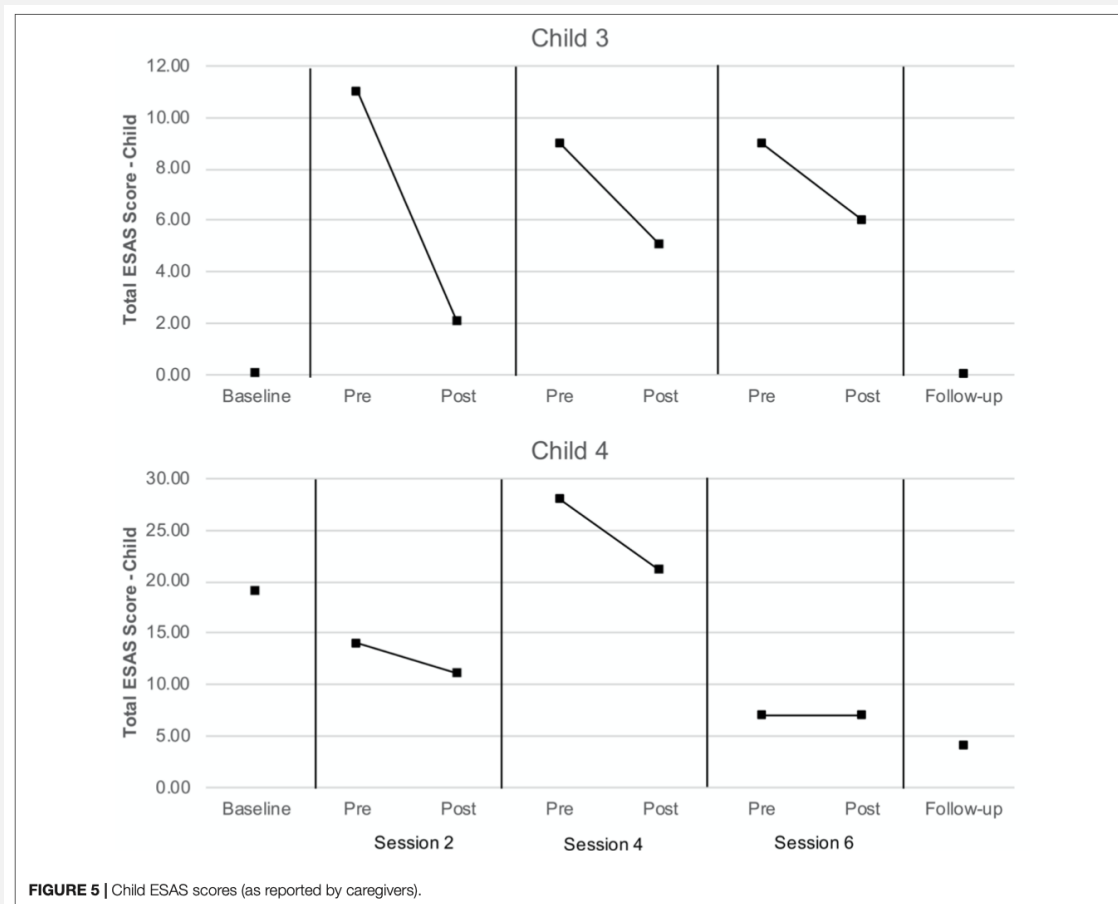 Child 3
Total ESAS Score - Child
12.00
10.00
8.00
6.00
4.00
2.00
0.00
Baseline Pre Post Pre Post Pre Post Follow-up
Child 4
Total ESAS Score - Child
30.00
25.00
20.00
15.00
10.00
5.00
0.00
Baseline Pre Post Pre Post Pre Post Follow-up
Session 2 Session 4 Session 6
FIGURE 5 | Child ESAS scores (as reported by caregivers).